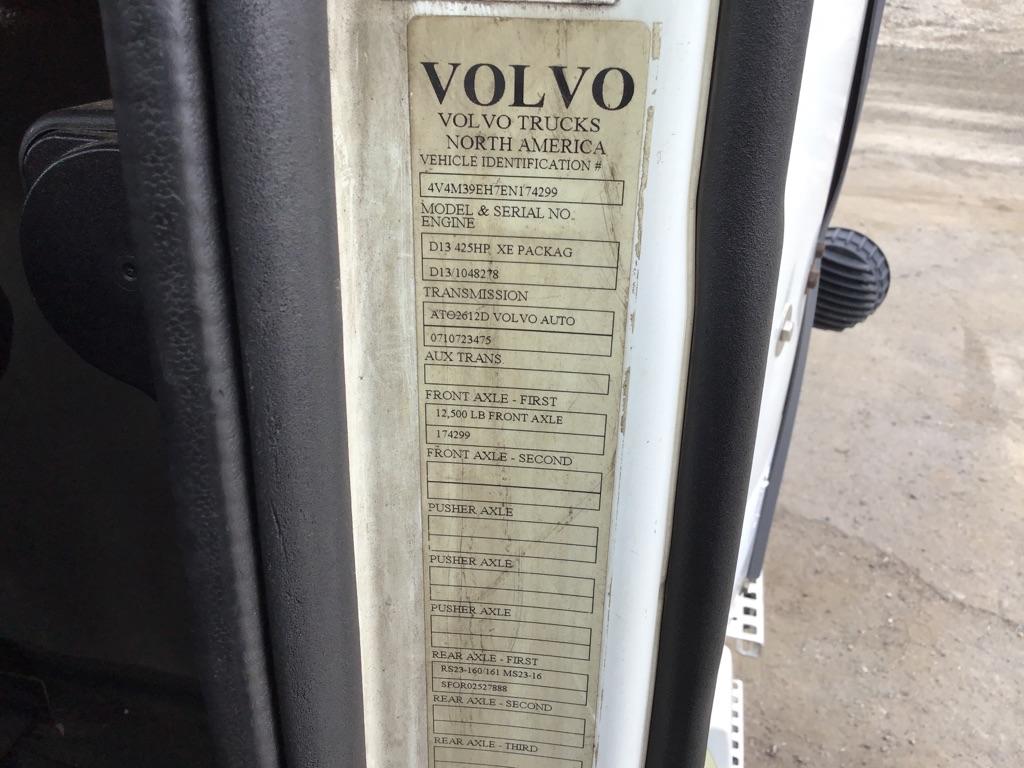 VOLVO
VOLVO TRUCKS
NORTH AMERICA
VEHICLE IDENTIFICATION #
4V4M39EH7EN174299
MODEL & SERIAL NO.
ENGINE
D13 425HP XE PACKAG
D13/1048278
TRANSMISSION
ATO2612D VOLVO AUTO
0710723475
AUX TRANS
FRONT AXLE - FIRST
12,500 LB FRONT AXLE
174299
FRONT AXLE - SECOND
PUSHER AXLE
PUSHER AXLE
PUSHER AXLE
REAR AXLE - FIRST
RS23-160/161 MS23-16
SFOR02527888
REAR AXLE - SECOND
REAR AXLE - THIRD